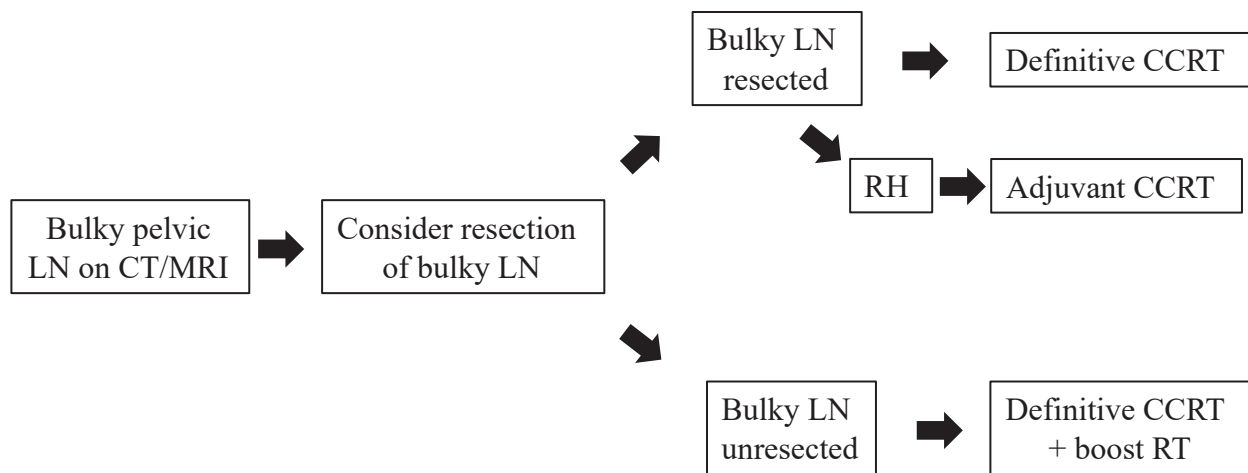 Bulky pelvic
LN on CT/MRI
Consider resection
of bulky LN
Bulky LN
resected
Definitive CCRT
RH
Adjuvant CCRT
Bulky LN
unresected
Definitive CCRT
+ boost RT